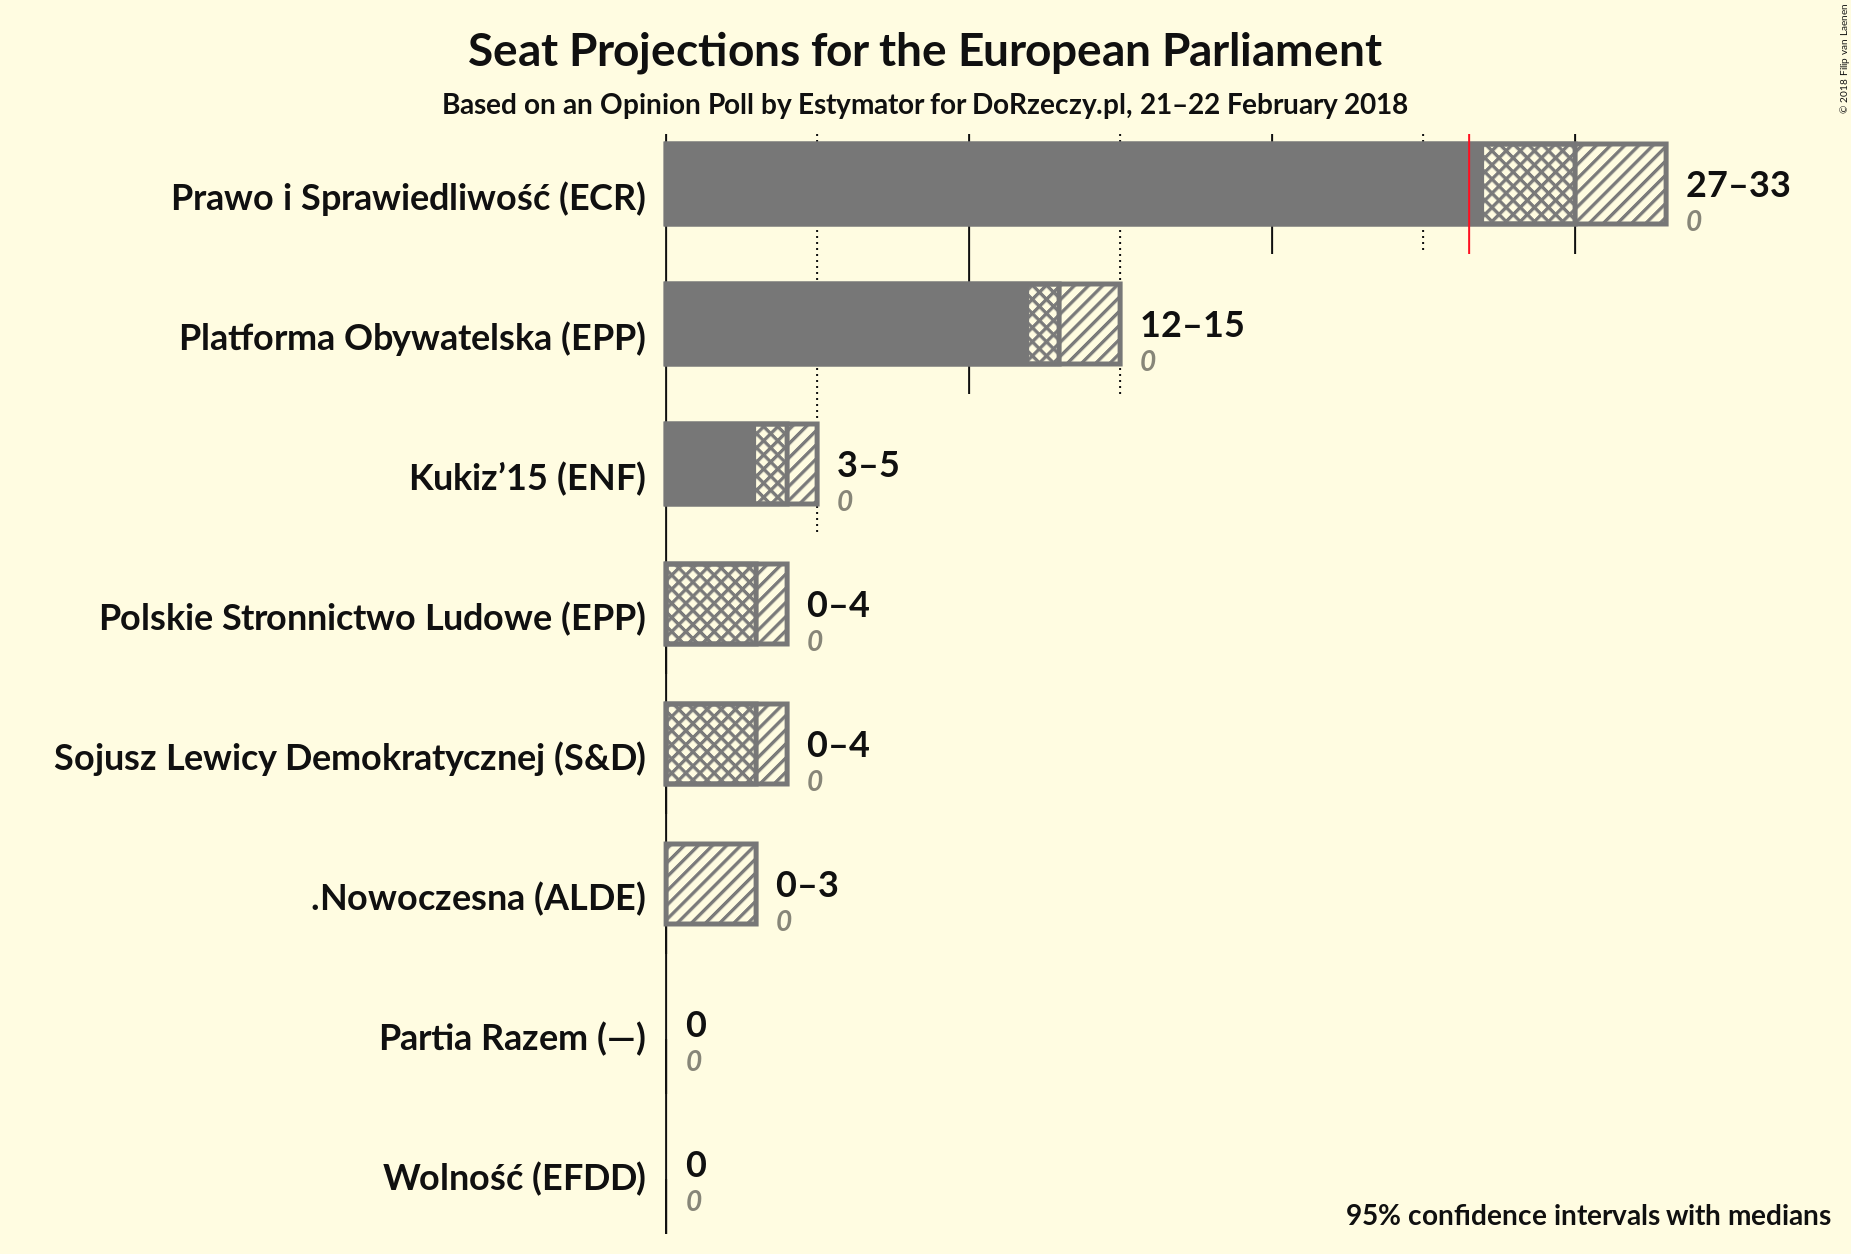 Seat Projections for the European Parliament
Based on an Opinion Poll by Estymator for DoRzeczy.pl, 21–22 February 2018
© 2018 Filip van Laenen
Prawo i Sprawiedliwość (ECR)
27–33
0
Platforma Obywatelska (EPP)
12–15
0
Kukiz’15 (ENF)
3–5
0
Polskie Stronnictwo Ludowe (EPP)
0–4
0
Sojusz Lewicy Demokratycznej (S&D)
0–4
0
.Nowoczesna (ALDE)
0–3
0
Partia Razem (—)
0
0
Wolność (EFDD)
0
0
95% confidence intervals with medians